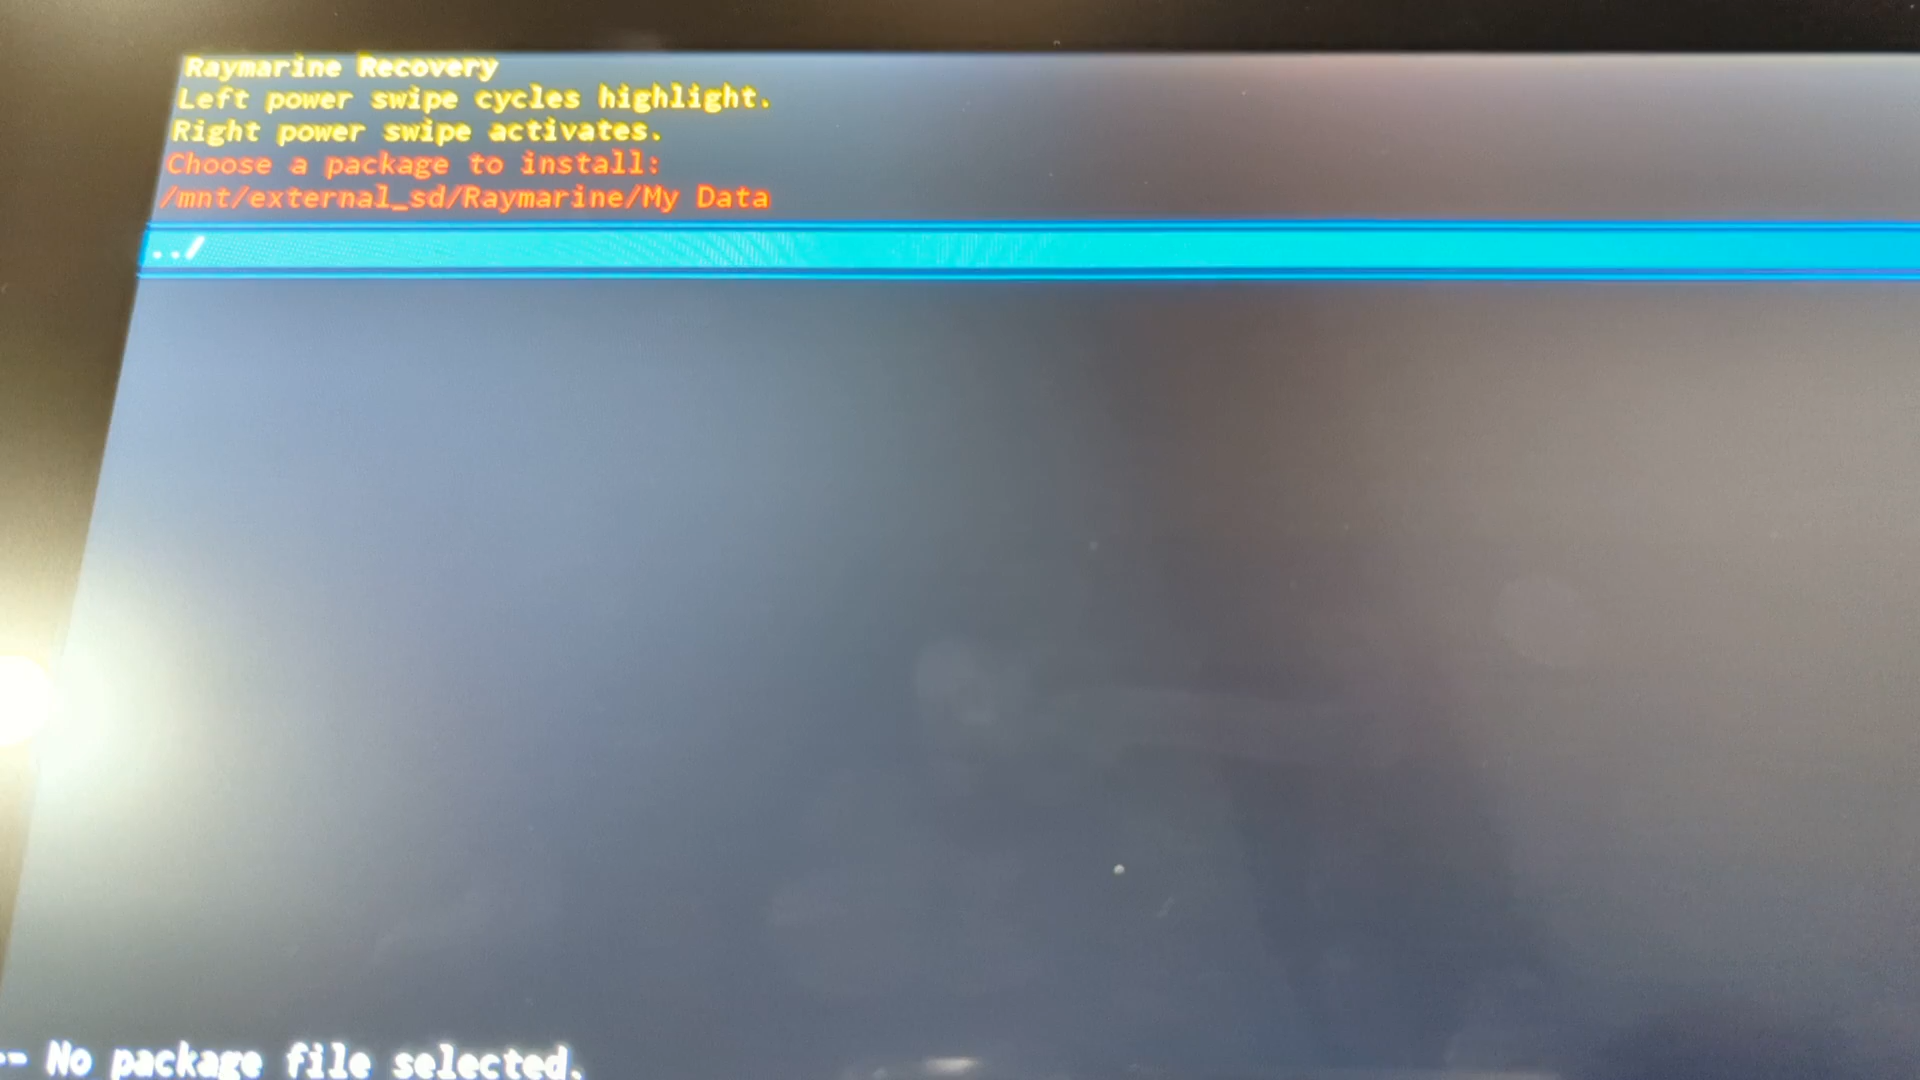 Raymarine Recovery
Left power swipe cycles highlight.
Right power swipe activates.
Choose a package to install:
/mnt/external_sd/Raymarine/My Data
../
-- No package file selected.